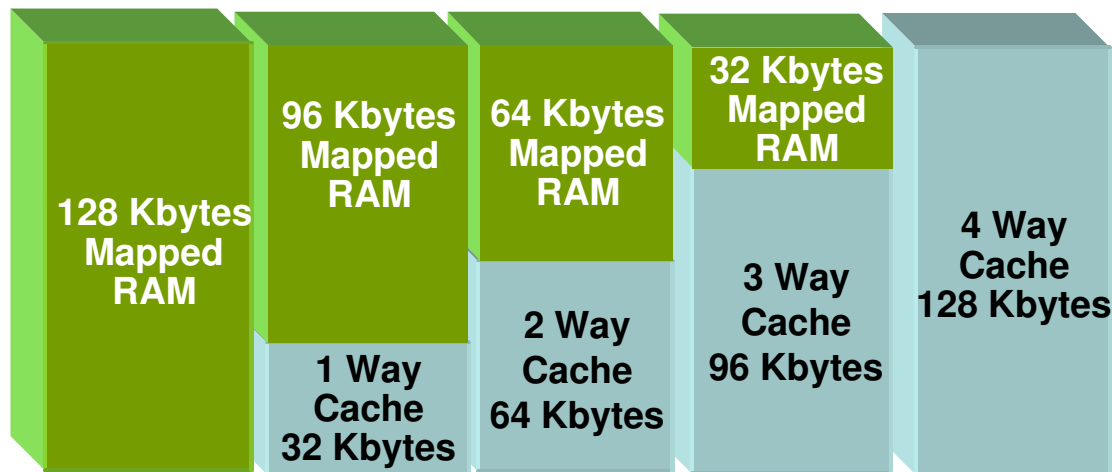 128 Kbytes
Mapped
RAM
96 Kbytes
Mapped
RAM
1 Way
Cache
32 Kbytes
64 Kbytes
Mapped
RAM
2 Way
Cache
64 Kbytes
32 Kbytes
Mapped
RAM
3 Way
Cache
96 Kbytes
4 Way
Cache
128 Kbytes